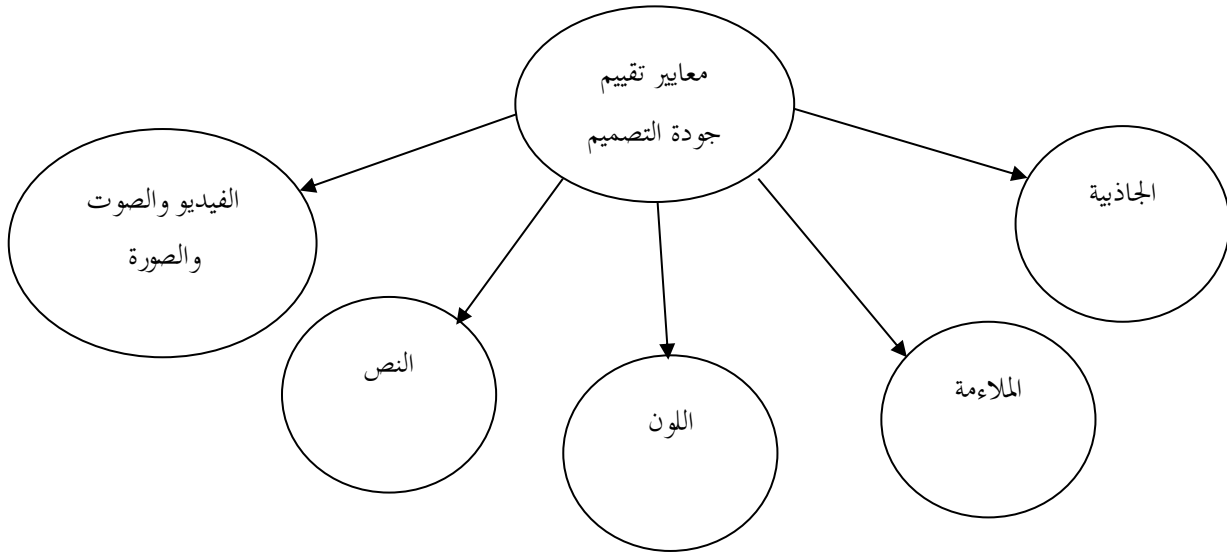 معايير تقييم
جودة التصميم
الجاذبية
الملاءمة
اللون
النص
الفيديو والصوت
والصورة